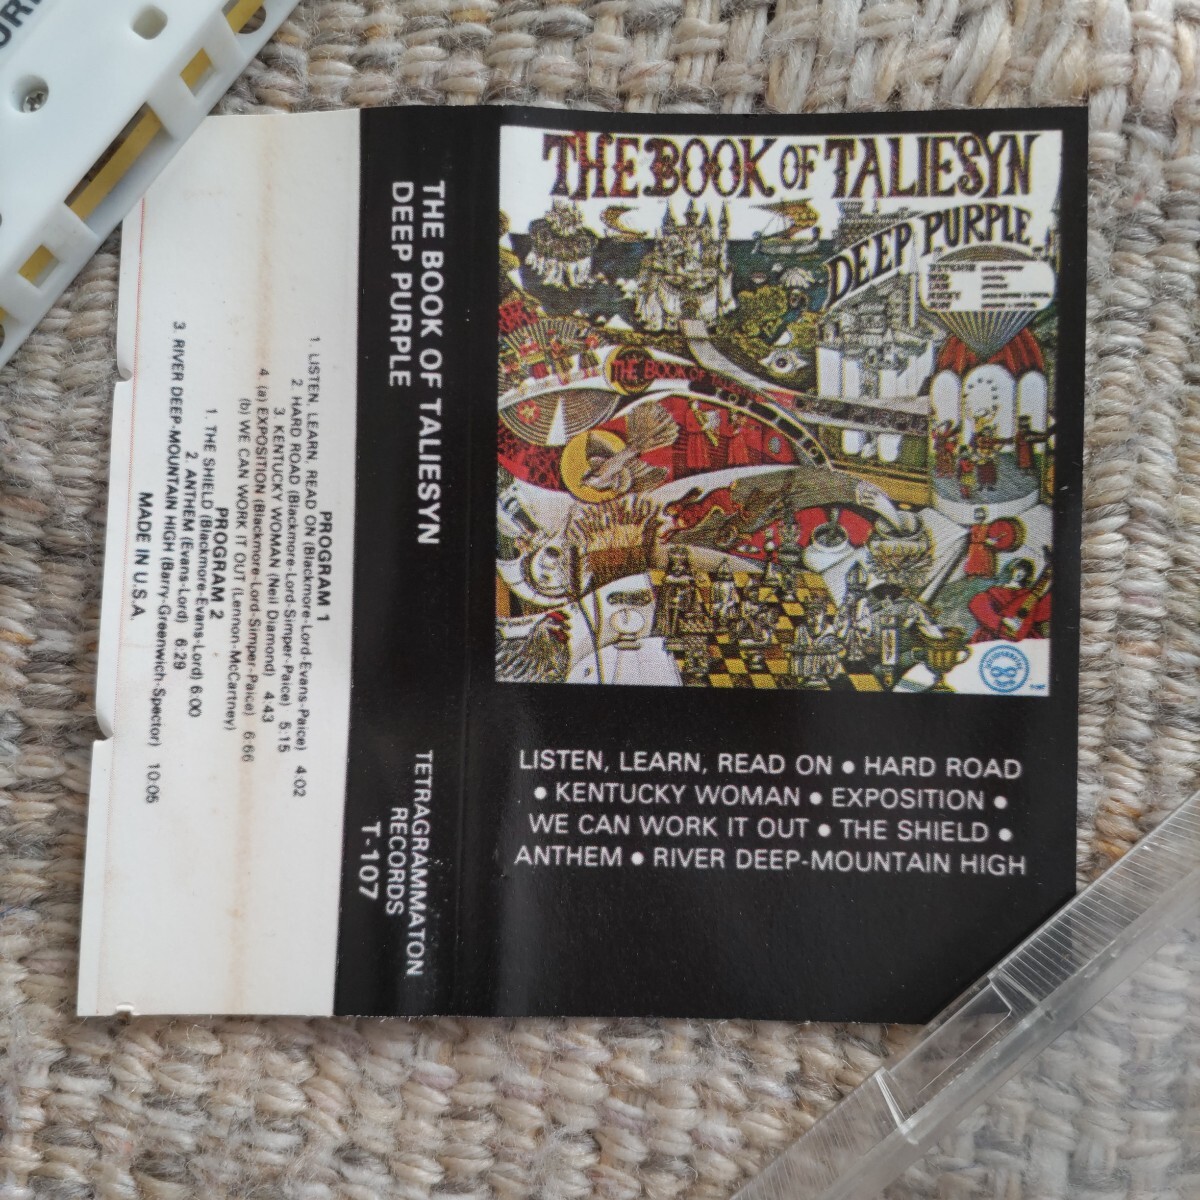 THE BOOK OF TALIESYN
DEEP PURPLE
THE BOOK OF TALIESYN
LISTEN, LEARN, READ ON • HARD ROAD
• KENTUCKY WOMAN • EXPOSITION •
WE CAN WORK IT OUT • THE SHIELD •
ANTHEM • RIVER DEEP-MOUNTAIN HIGH
THE BOOK OF TALIESYN
DEEP PURPLE
TETRAGRAMMATON
RECORDS
T-107
PROGRAM 1
1. LISTEN, LEARN, READ ON (Blackmore-Lord-Evans-Paice) 4:02
2. HARD ROAD (Blackmore-Lord-Simper-Paice) 5:15
3. KENTUCKY WOMAN (Neil Diamond) 4:43
4. (a) EXPOSITION (Blackmore-Lord-Simper-Paice) 6:66
(b) WE CAN WORK IT OUT (Lennon-McCartney)
PROGRAM 2
1. THE SHIELD (Blackmore-Evans-Lord) 6:00
2. ANTHEM (Evans-Lord) 6:29
3. RIVER DEEP-MOUNTAIN HIGH (Barry-Greenwich-Spector) 10:05
MADE IN U.S.A.